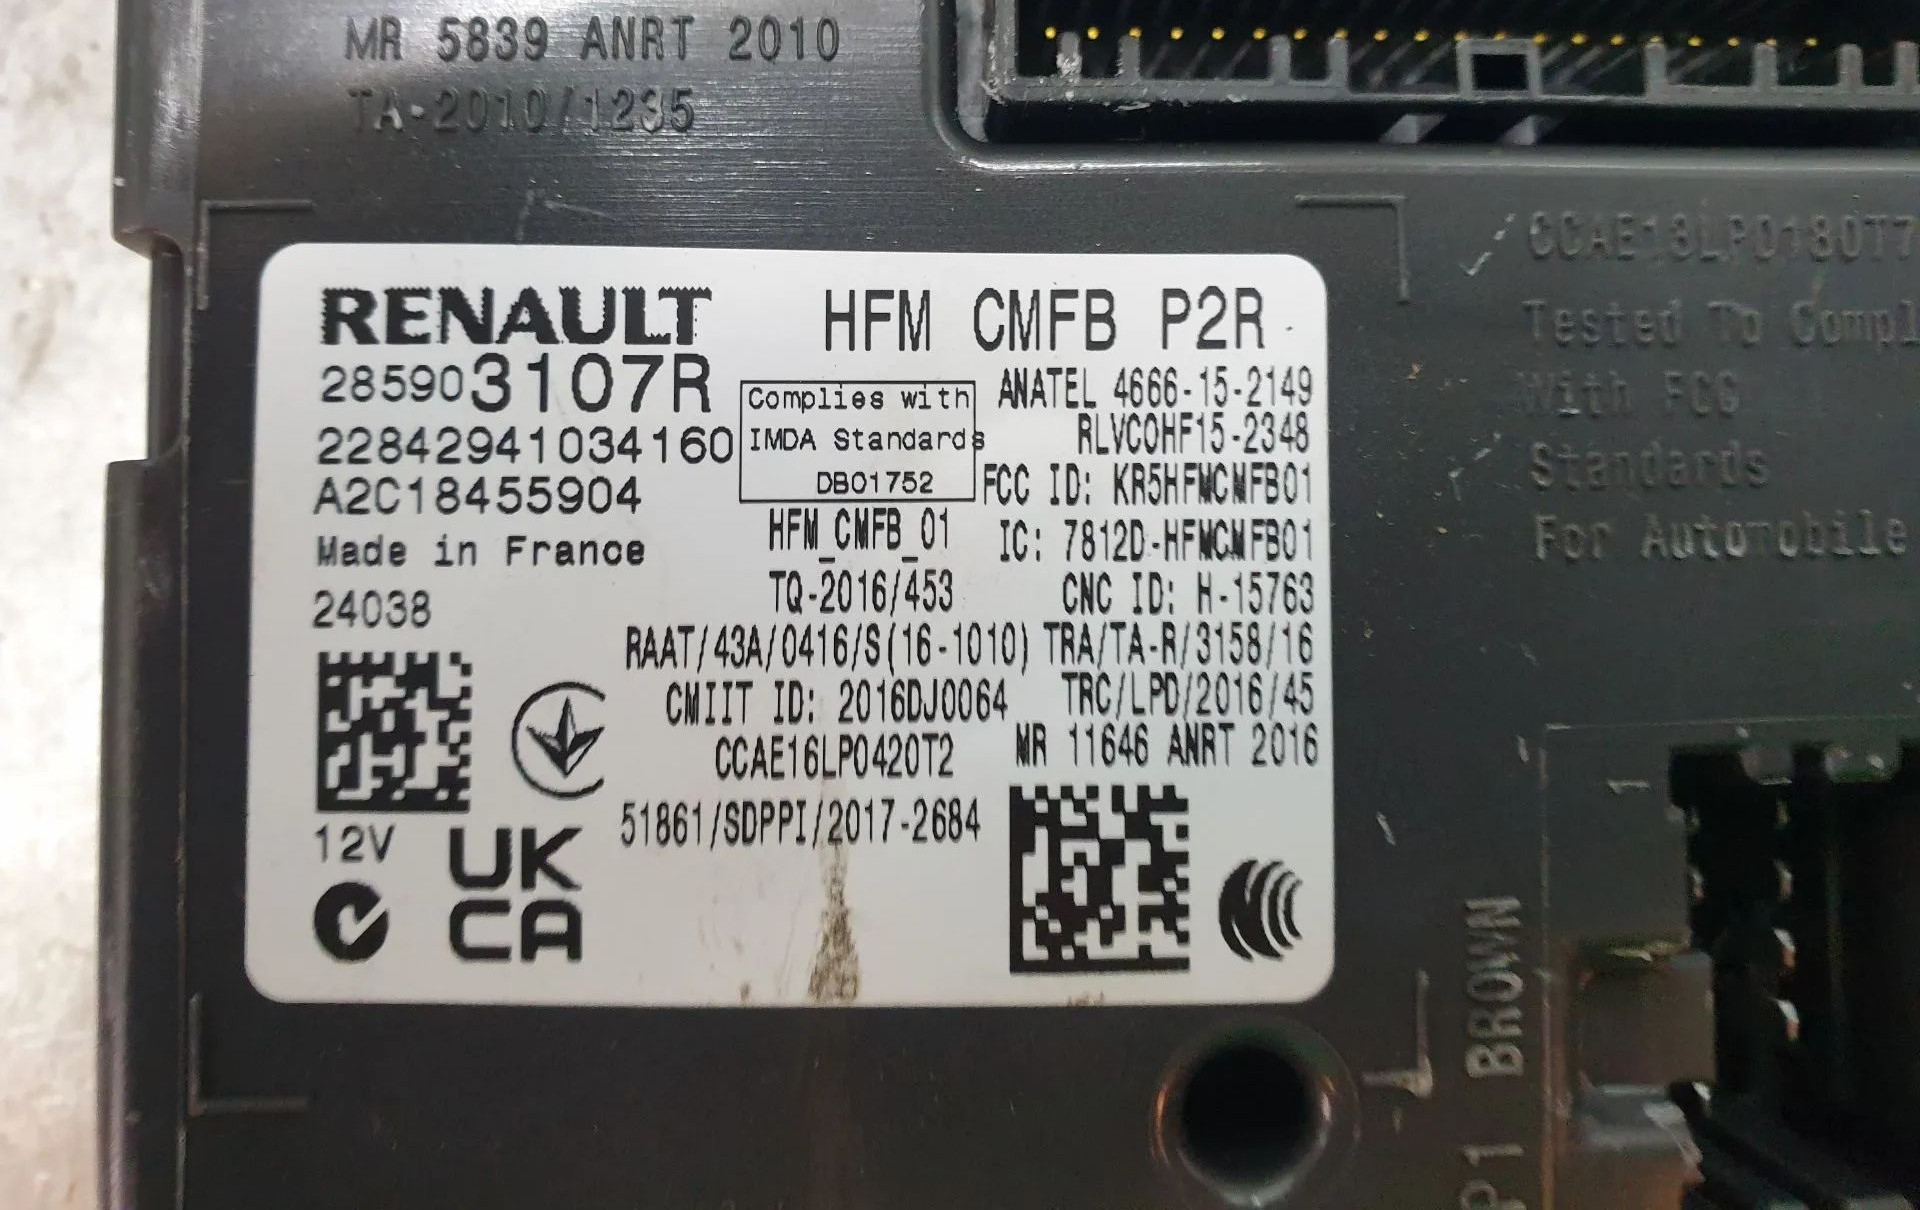 MR 5839 ANRT 2010
TA-2010/1235
RENAULT HFM CMFB P2R
285903107R
22842941034160
A2C18455904
Made in France
24038
12V
UK
CA
Complies with
IMDA Standards
DB01752
HFM_CMFB_01
TQ-2016/453
RAAT/43A/0416/S(16-1010)
CMIIT ID: 2016DJ0064
CCAE16LP0420T2
51861/SDPPI/2017-2684
ANATEL 4666-15-2149
RLVCOHF15-2348
FCC ID: KR5HFMCMFB01
IC: 7812D-HFMCMFB01
CNC ID: H-15763
TRA/TA-R/3158/16
TRC/LPD/2016/45
MR 11646 ANRT 2016
Tested To
With FCC
Standards
For Automobile
1
P1 BROWN